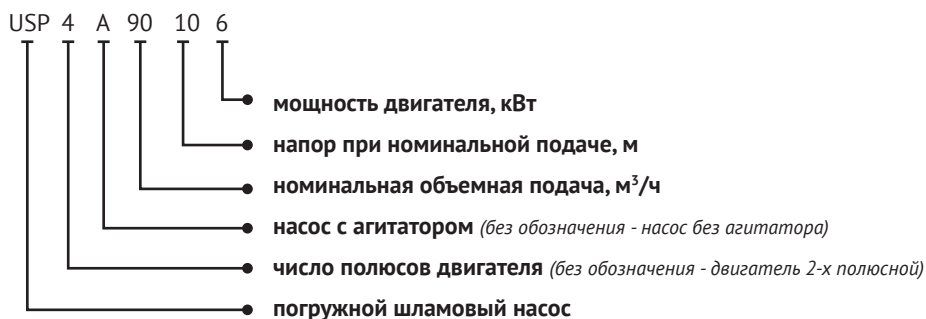 USP 4 A 90 10 6
мощность двигателя, кВт
напор при номинальной подаче, м
номинальная объемная подача, м³/ч
насос с агитатором (без обозначения - насос без агитатора)
число полюсов двигателя (без обозначения - двигатель 2-х полюсной)
погружной шламовый насос